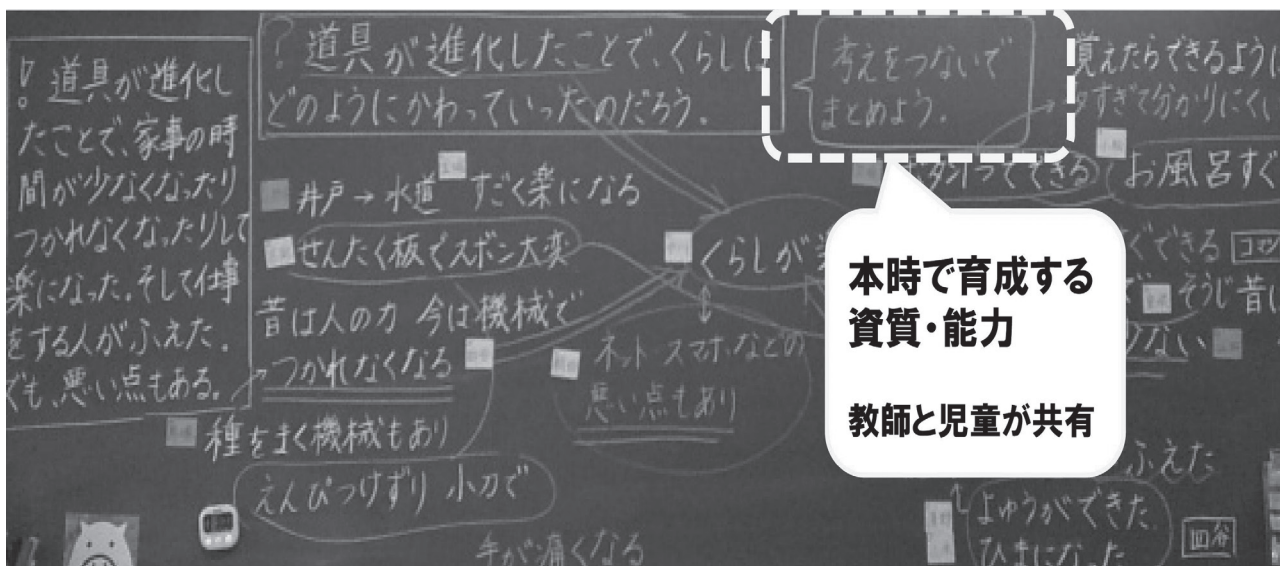 ? 道具が進化したことで、くらしは
どのようにかわっていったのだろう。
考えをつないで
まとめよう。
覚えたらできるように
すぎて分かりにくい
! 道具が進化し
たことで、家事の時
間が少なくなったり
つかれなくなったりして
楽になった。そして仕事
をする人がふえた。
でも、悪い点もある。
井戸→水道 すごく楽になる
せんたく板でズボン大変
昔は人の力 今は機械で
つかれなくなる
種をまく機械もあり
えんぴつけずり 小刀で
手が痛くなる
くらしが
ネット スマホなどの
悪い点もあり
できる
お風呂すぐ
できる
そうじ昔
ない
ふえた
よゆうができた
ひまになった
本時で育成する
資質・能力
教師と児童が共有